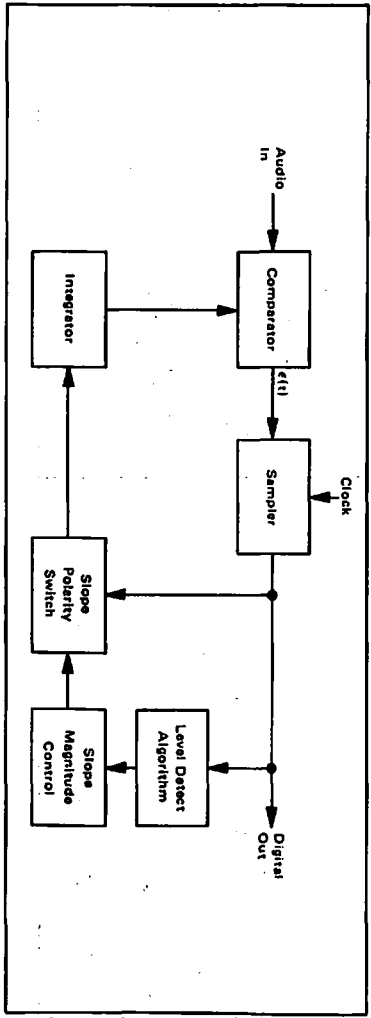 Audio
In
Comparator
ε(t)
Sampler
Clock
Digital
Out
Integrator
Slope
Polarity
Switch
Level Detect
Algorithm
Slope
Magnitude
Control